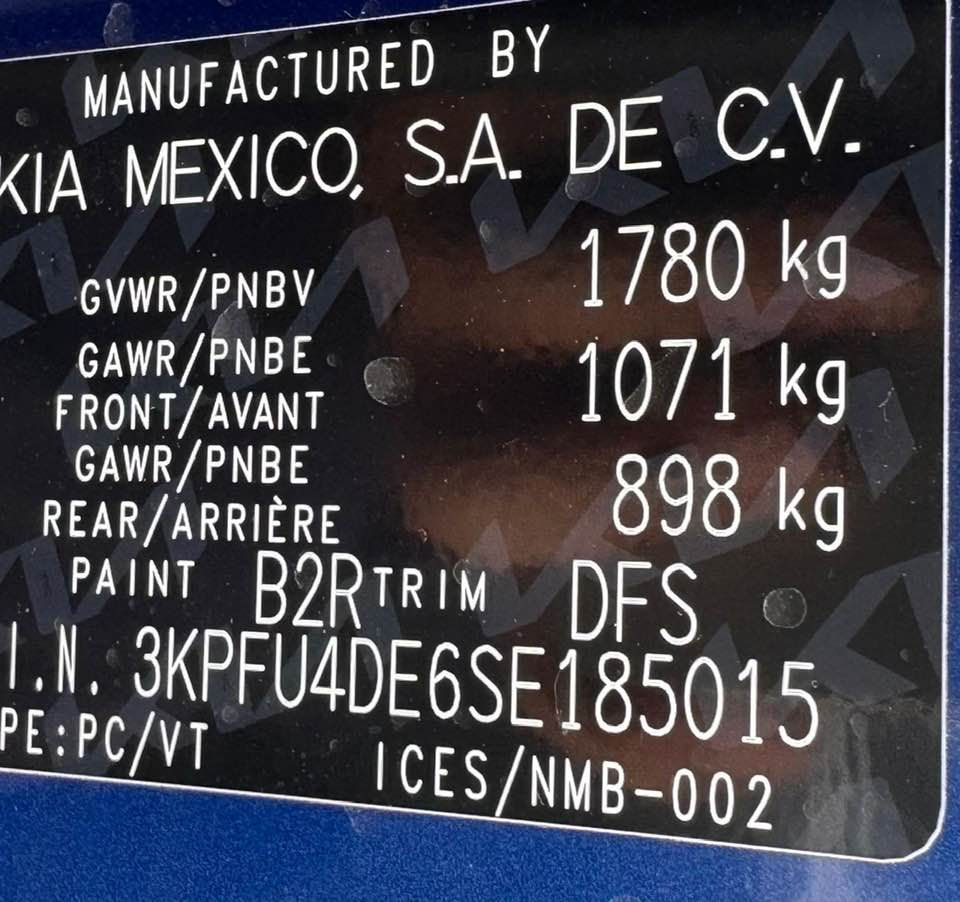 MANUFACTURED BY
KIA MEXICO, S.A. DE C.V.
GVWR/PNBV 1780 kg
GAWR/PNBE
FRONT/AVANT 1071 kg
GAWR/PNBE
REAR/ARRIÈRE 898 kg
PAINT B2R TRIM DFS
I.N. 3KPFU4DE6SE185015
PE:PC/VT ICES/NMB-002